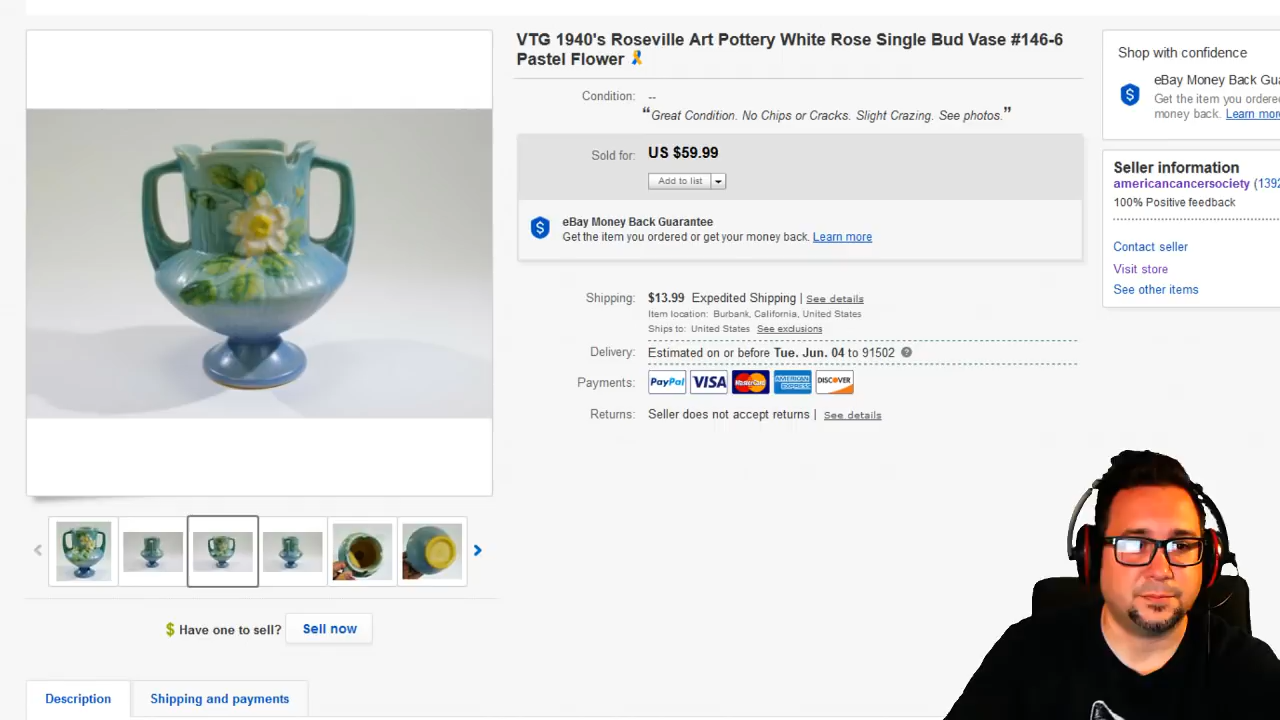 VTG 1940's Roseville Art Pottery White Rose Single Bud Vase #146-6
Pastel Flower
Condition: --
"Great Condition. No Chips or Cracks. Slight Crazing. See photos."
Sold for: US $59.99
Add to list
eBay Money Back Guarantee
Get the item you ordered or get your money back. Learn more
Shipping: $13.99 Expedited Shipping | See details
Item location: Burbank, California, United States
Ships to: United States See exclusions
Delivery: Estimated on or before Tue. Jun. 04 to 91502
Payments: PayPal VISA MasterCard AMERICAN EXPRESS DISCOVER
Returns: Seller does not accept returns | See details
Shop with confidence
eBay Money Back Gua
Get the item you ordered
money back. Learn more
Seller information
americancancersociety (1392
100% Positive feedback
Contact seller
Visit store
See other items
$ Have one to sell? Sell now
Description
Shipping and payments